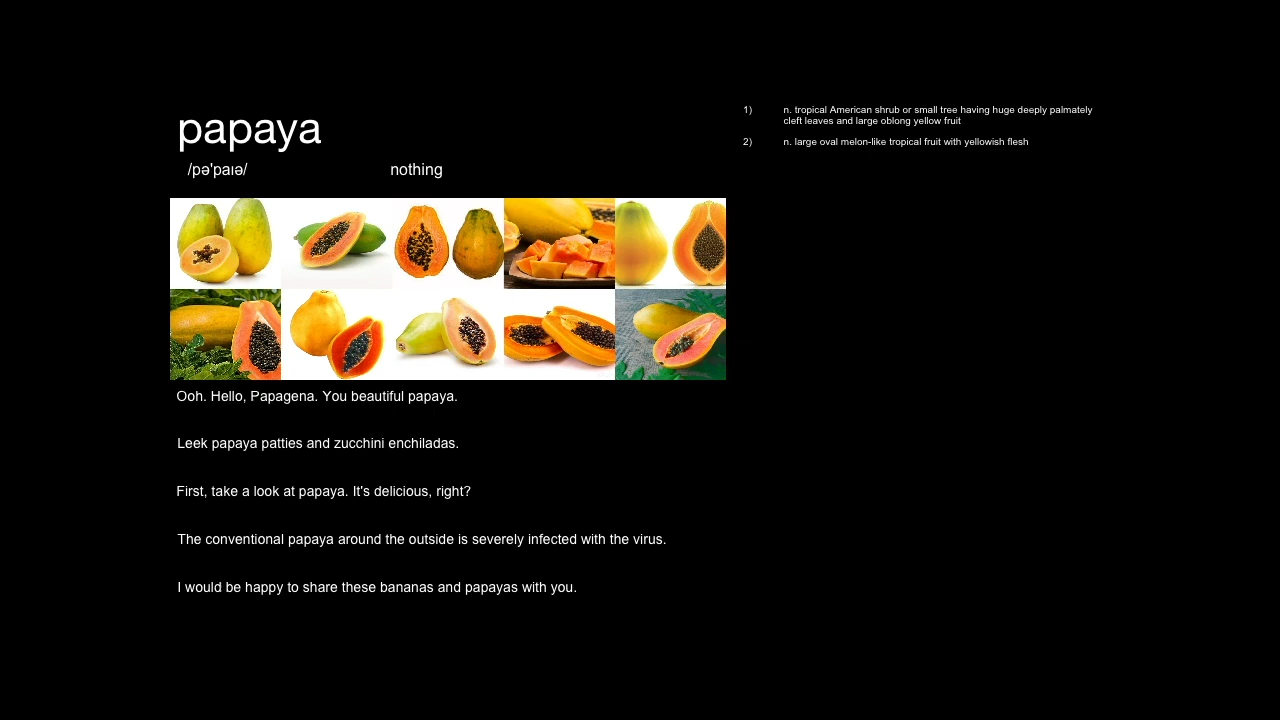 papaya
/pə'paɪə/
nothing
Ooh. Hello, Papagena. You beautiful papaya.
Leek papaya patties and zucchini enchiladas.
First, take a look at papaya. It's delicious, right?
The conventional papaya around the outside is severely infected with the virus.
I would be happy to share these bananas and papayas with you.
1) n. tropical American shrub or small tree having huge deeply palmately
cleft leaves and large oblong yellow fruit
2) n. large oval melon-like tropical fruit with yellowish flesh